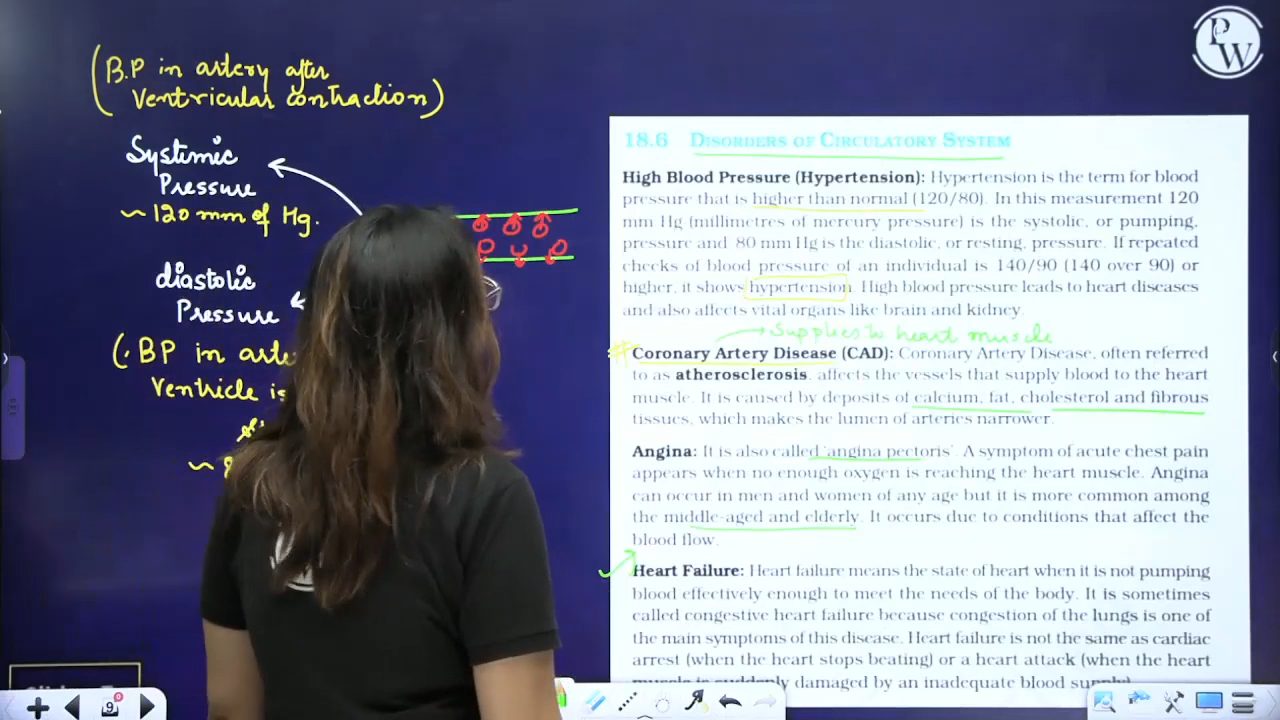 (B.P in artery after
Ventricular contraction)
Systimic
Pressure
~ 120 mm of Hg.
diastolic
Pressure
(. BP in arte
Ventricle is
~ 8
PW
18.6 DISORDERS OF CIRCULATORY SYSTEM
High Blood Pressure (Hypertension): Hypertension is the term for blood
pressure that is higher than normal (120/80). In this measurement 120
mm Hg (millimetres of mercury pressure) is the systolic, or pumping,
pressure and 80 mm Hg is the diastolic, or resting, pressure. If repeated
checks of blood pressure of an individual is 140/90 (140 over 90) or
higher, it shows hypertension. High blood pressure leads to heart diseases
and also affects vital organs like brain and kidney.
Supplies to heart muscle
#Coronary Artery Disease (CAD): Coronary Artery Disease, often referred
to as atherosclerosis, affects the vessels that supply blood to the heart
muscle. It is caused by deposits of calcium, fat, cholesterol and fibrous
tissues, which makes the lumen of arteries narrower.
Angina: It is also called 'angina pectoris'. A symptom of acute chest pain
appears when no enough oxygen is reaching the heart muscle. Angina
can occur in men and women of any age but it is more common among
the middle-aged and elderly. It occurs due to conditions that affect the
blood flow.
Heart Failure: Heart failure means the state of heart when it is not pumping
blood effectively enough to meet the needs of the body. It is sometimes
called congestive heart failure because congestion of the lungs is one of
the main symptoms of this disease. Heart failure is not the same as cardiac
arrest (when the heart stops beating) or a heart attack (when the heart
muscle is suddenly damaged by an inadequate blood supply).
9